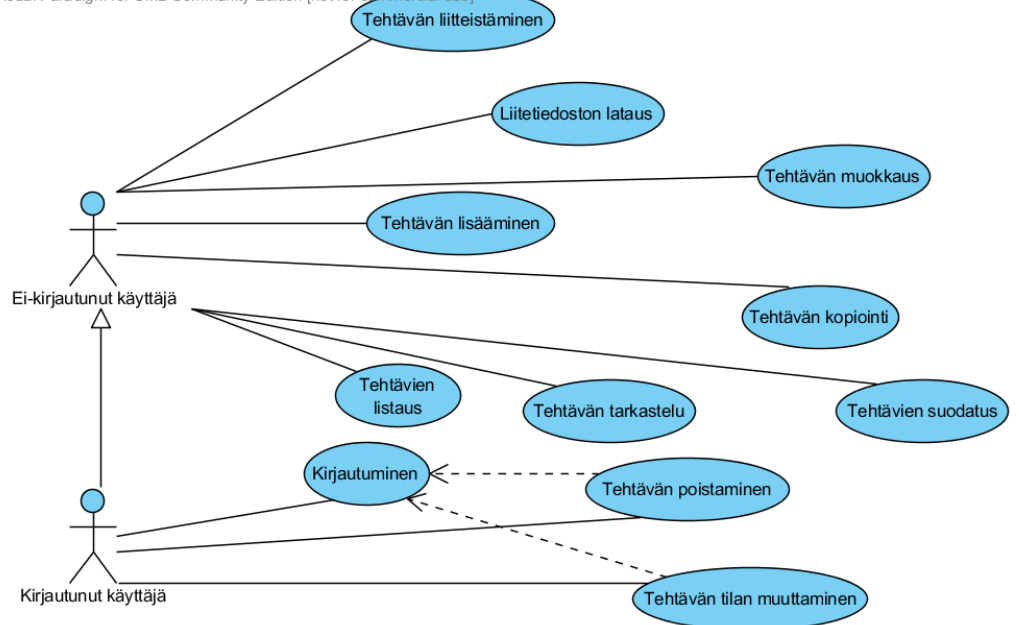 Tehtävän liitteistäminen
Liitetiedoston lataus
Tehtävän muokkaus
Tehtävän lisääminen
Ei-kirjautunut käyttäjä
Tehtävän kopiointi
Tehtävien
listaus
Tehtävän tarkastelu
Tehtävien suodatus
Kirjautuminen
Tehtävän poistaminen
Kirjautunut käyttäjä
Tehtävän tilan muuttaminen